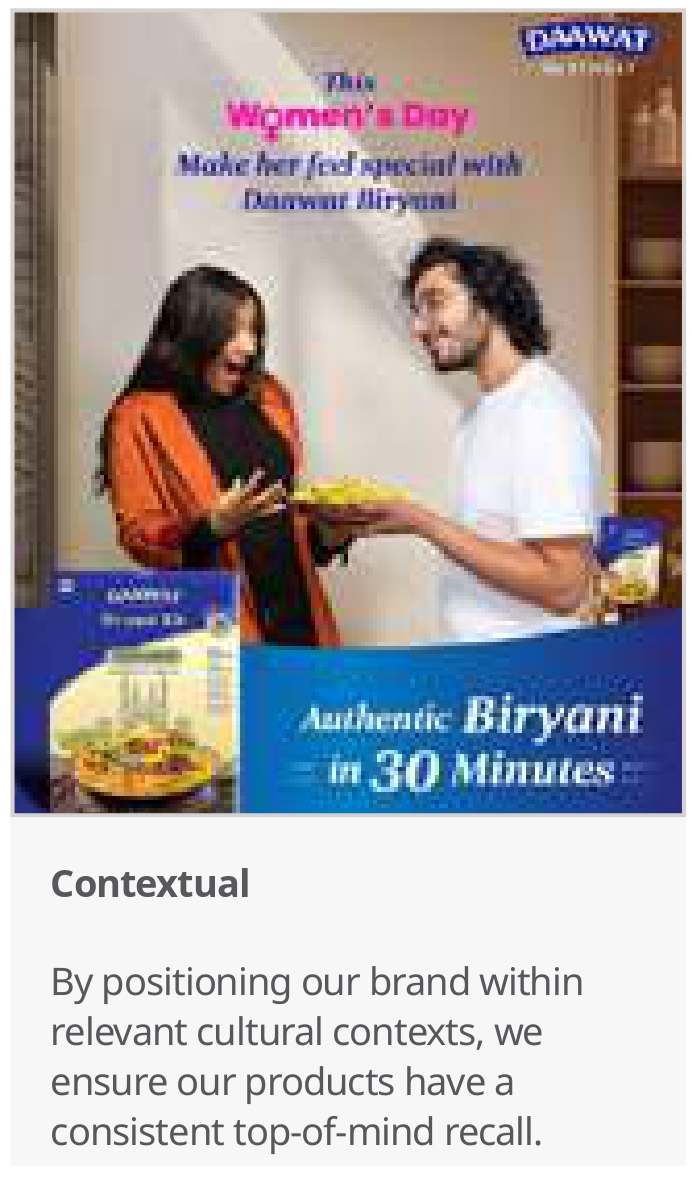 DAAWAT
This
Women's Day
Make her feel special with
Daawat Biryani
DAAWAT
Authentic Biryani
in 30 Minutes
Contextual
By positioning our brand within
relevant cultural contexts, we
ensure our products have a
consistent top-of-mind recall.